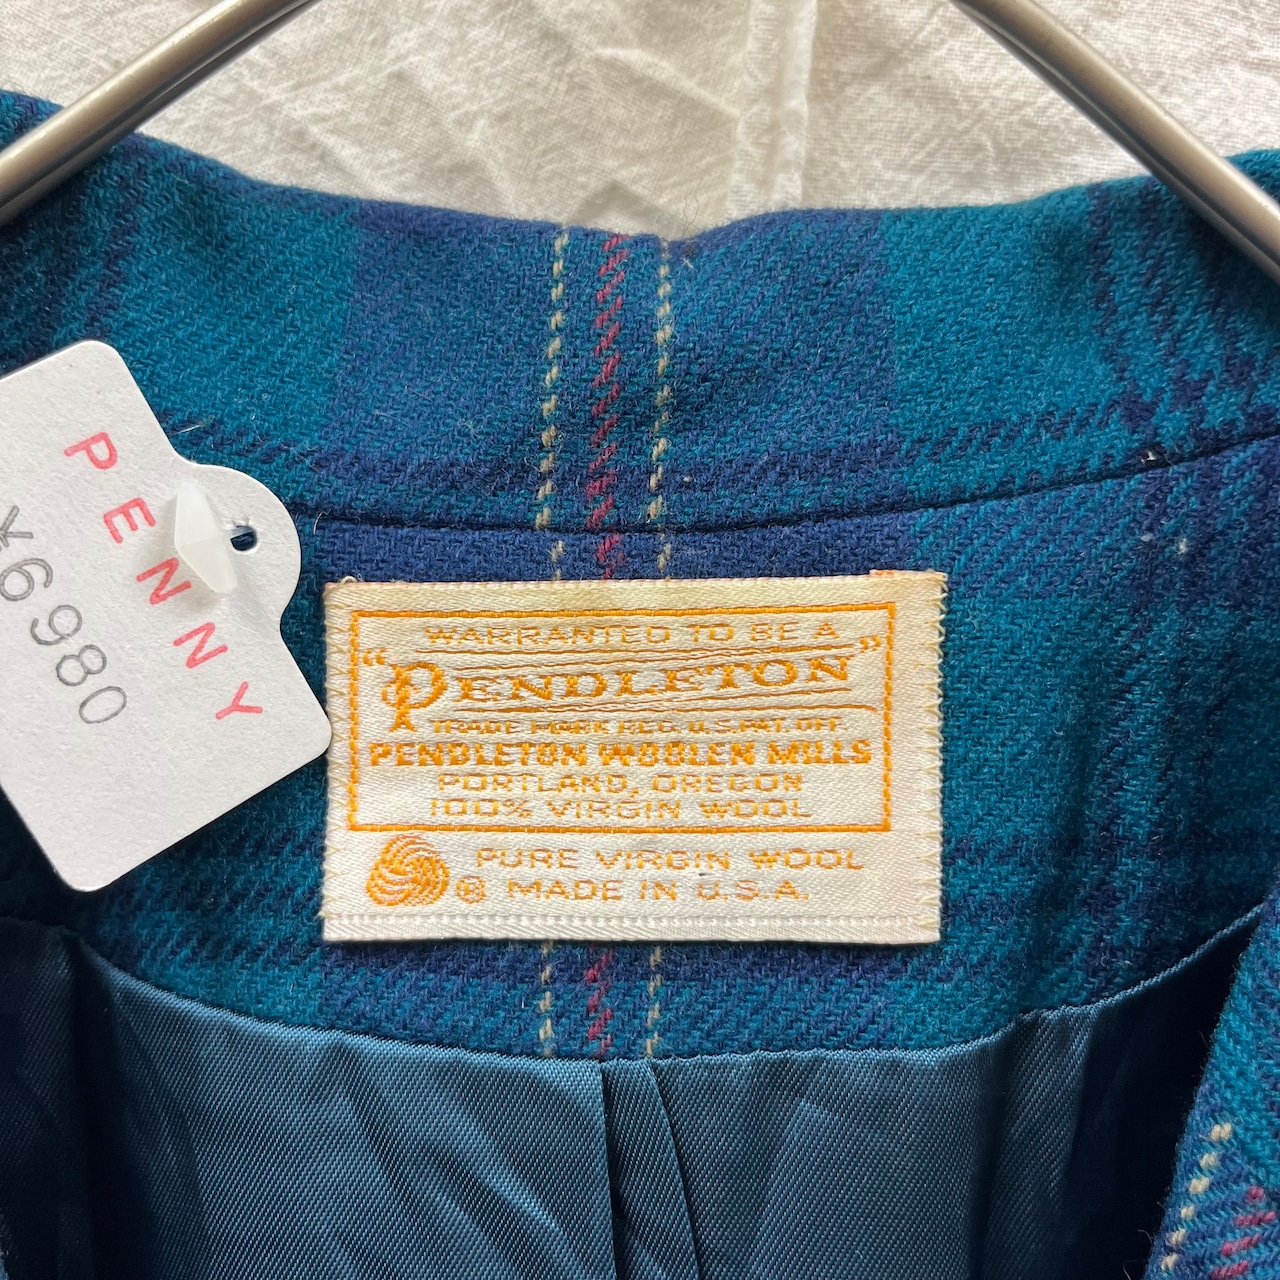 PENNY
¥6980
WARRANTED TO BE A
"PENDLETON"
TRADE MARK REG. U.S. PAT. OFF.
PENDLETON WOOLEN MILLS
PORTLAND, OREGON
100% VIRGIN WOOL
PURE VIRGIN WOOL
® MADE IN U.S.A.